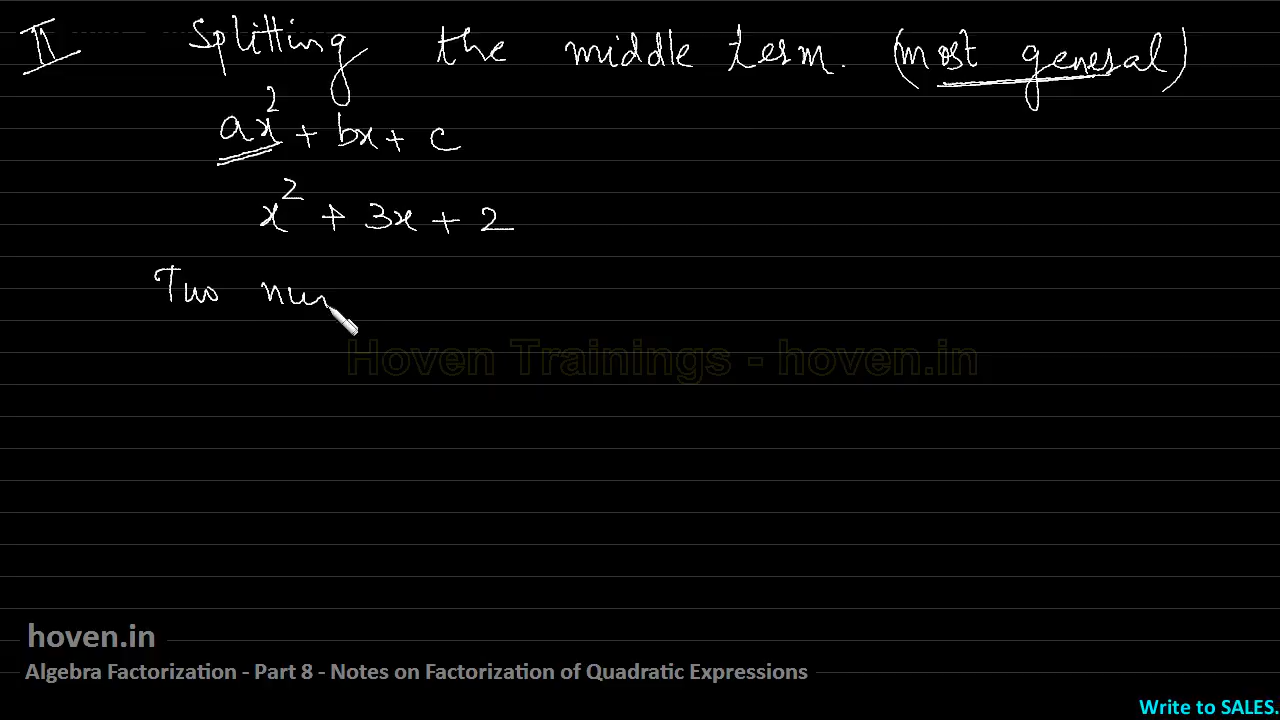 II Splitting the middle term. (most general)
ax² + bx + c
x² + 3x + 2
Two num
Hoven Trainings - hoven.in
hoven.in
Algebra Factorization - Part 8 - Notes on Factorization of Quadratic Expressions
Write to SALES.